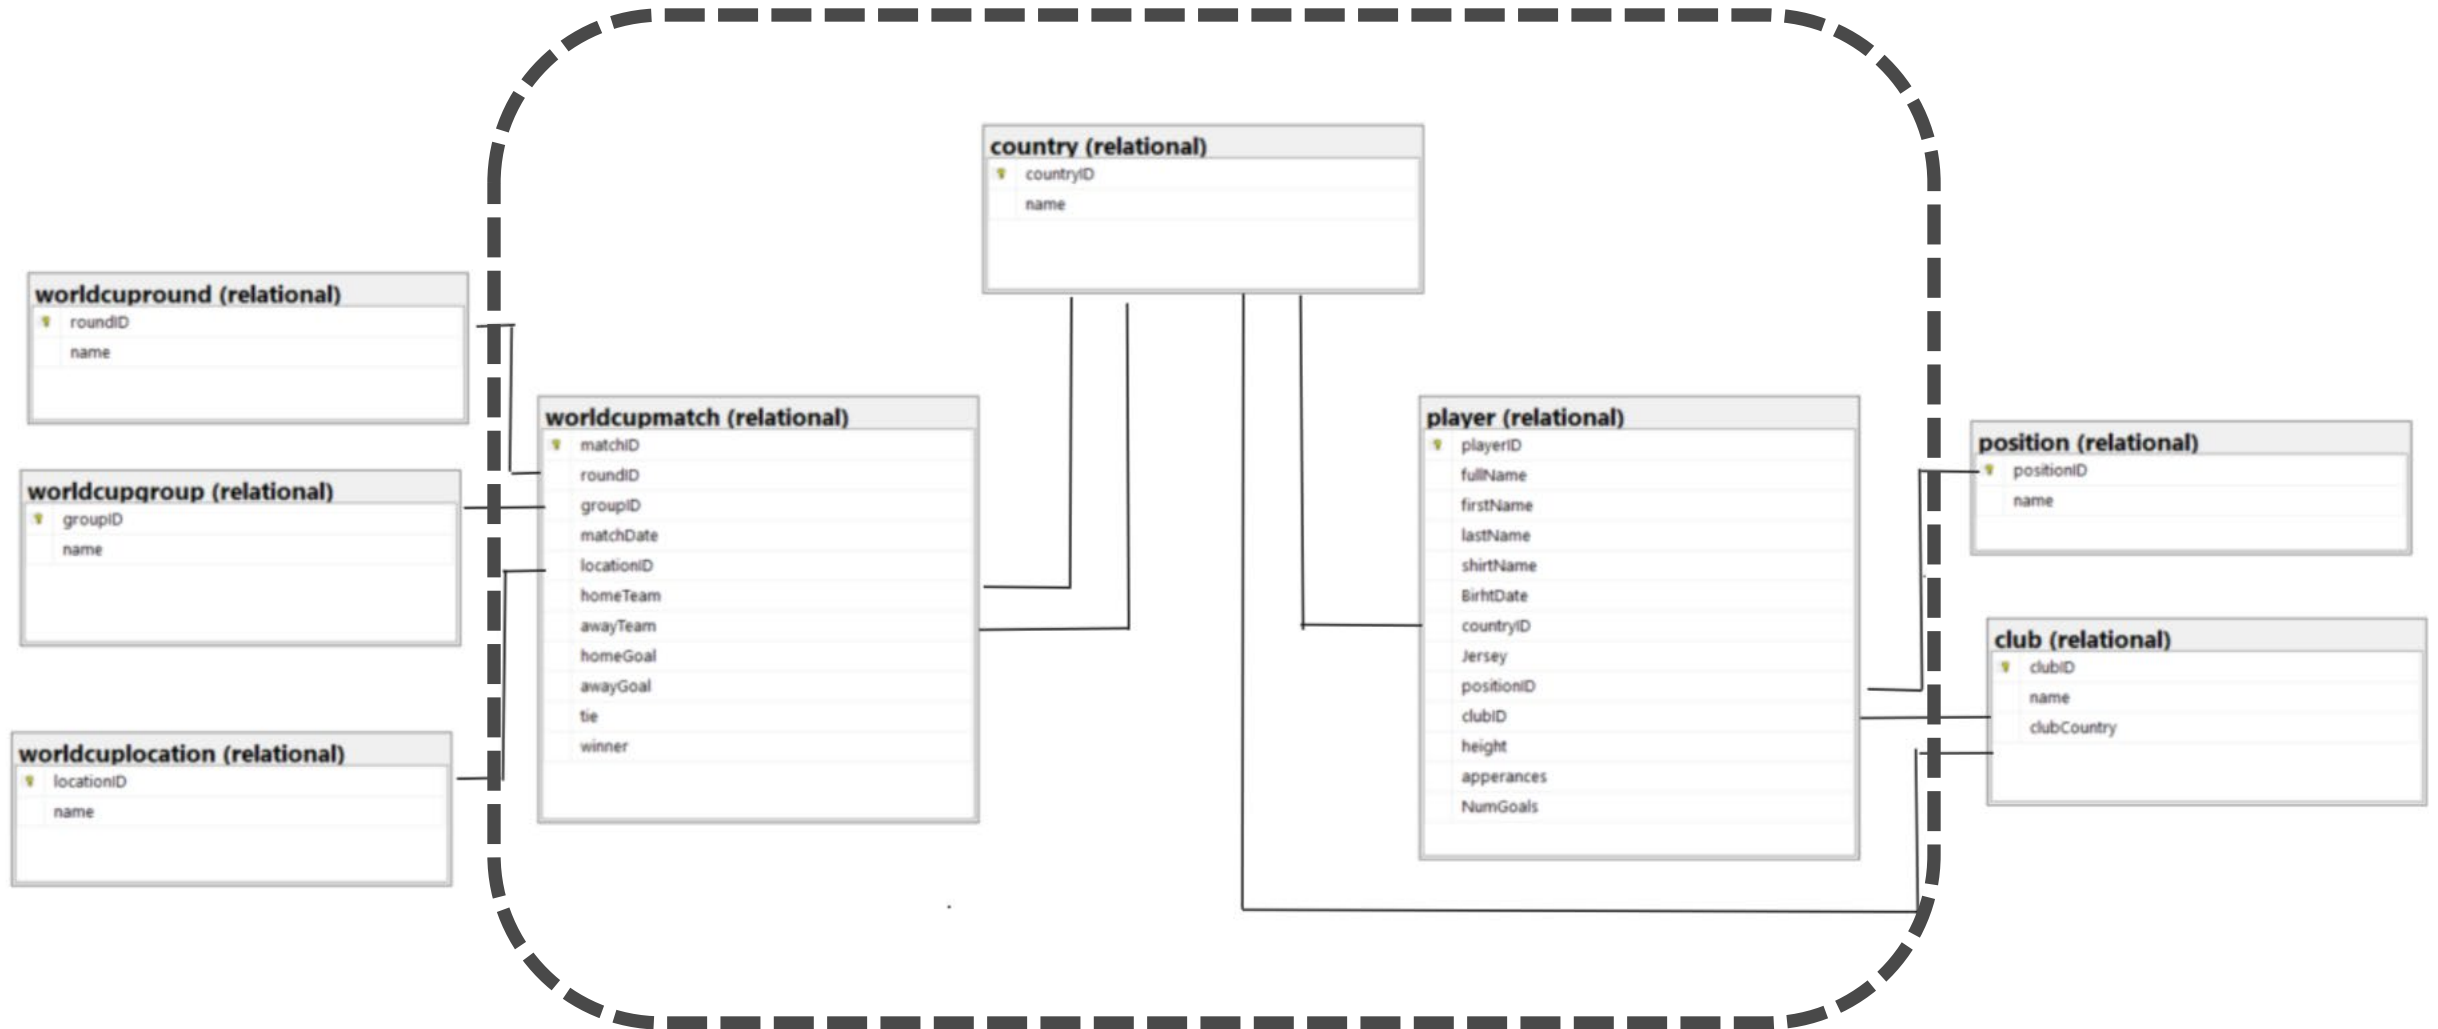 country (relational)
countryID
name
worldcupround (relational)
roundID
name
worldcupgroup (relational)
groupID
name
worldcuplocation (relational)
locationID
name
worldcupmatch (relational)
matchID
roundID
groupID
matchDate
locationID
homeTeam
awayTeam
homeGoal
awayGoal
tie
winner
player (relational)
playerID
fullName
firstName
lastName
shirtName
BirhtDate
countryID
Jersey
positionID
clubID
height
apperances
NumGoals
position (relational)
positionID
name
club (relational)
clubID
name
clubCountry